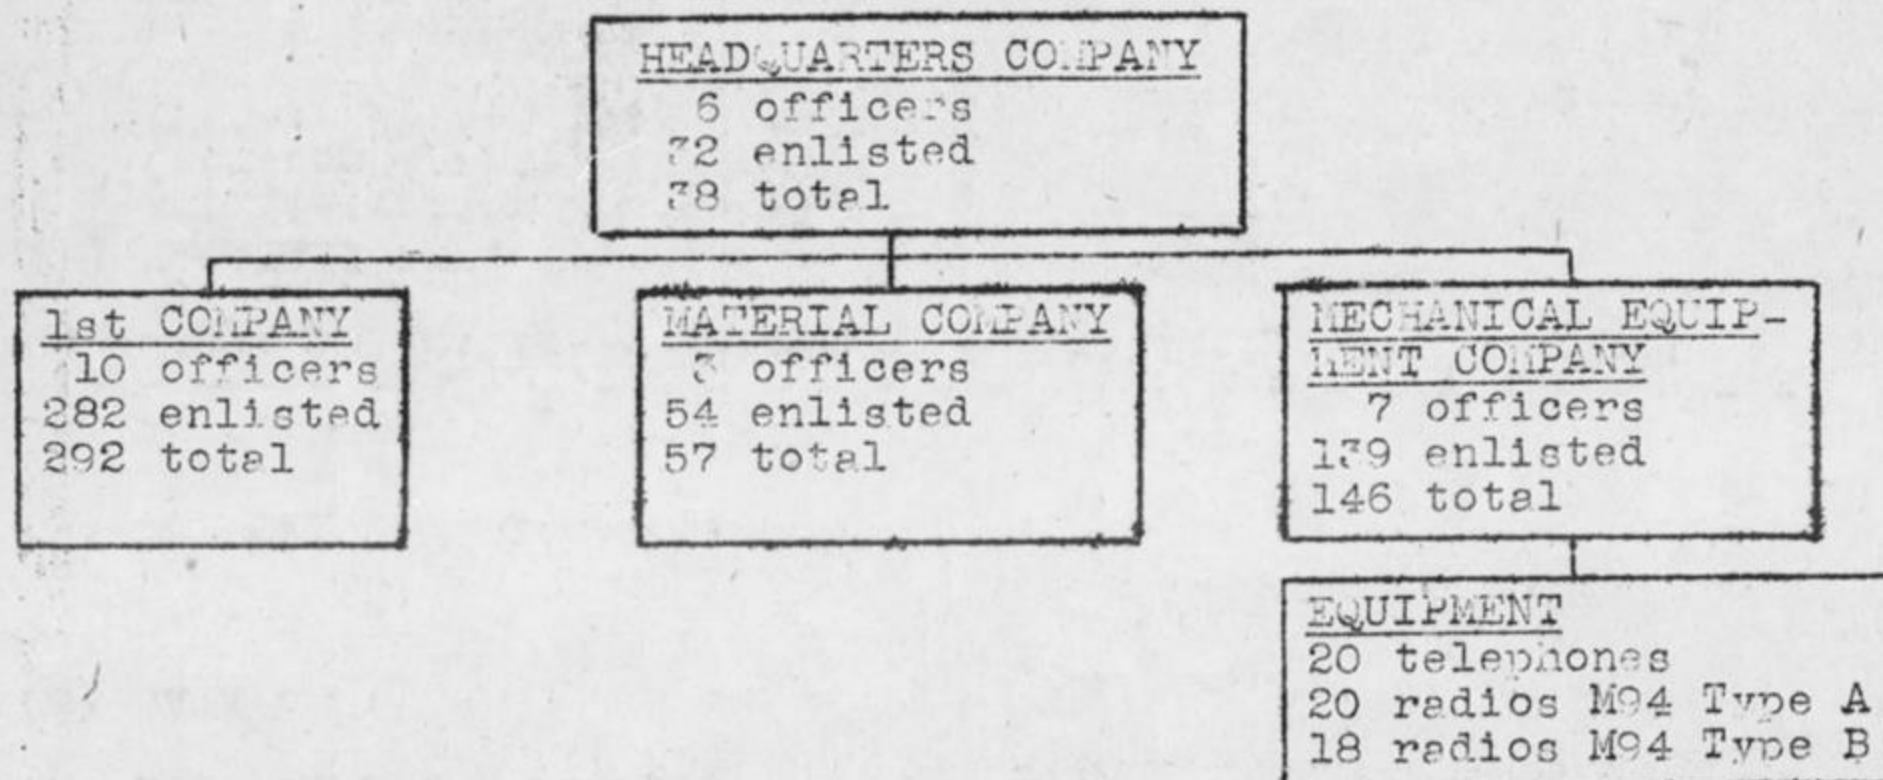 HEADQUARTERS COMPANY
6 officers
32 enlisted
38 total
1st COMPANY
10 officers
282 enlisted
292 total
MATERIAL COMPANY
3 officers
54 enlisted
57 total
MECHANICAL EQUIP-
MENT COMPANY
7 officers
139 enlisted
146 total
EQUIPMENT
20 telephones
20 radios M94 Type A
18 radios M94 Type B